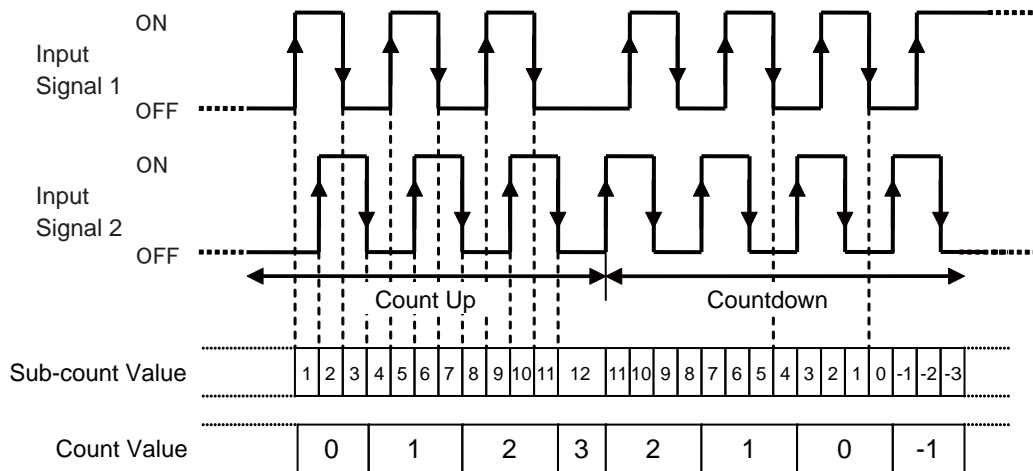 ON
Input
Signal 1
OFF
ON
Input
Signal 2
OFF
Count Up
Countdown
Sub-count Value 1 2 3 4 5 6 7 8 9 10 11 12 11 10 9 8 7 6 5 4 3 2 1 0 -1 -2 -3
Count Value 0 1 2 3 2 1 0 -1